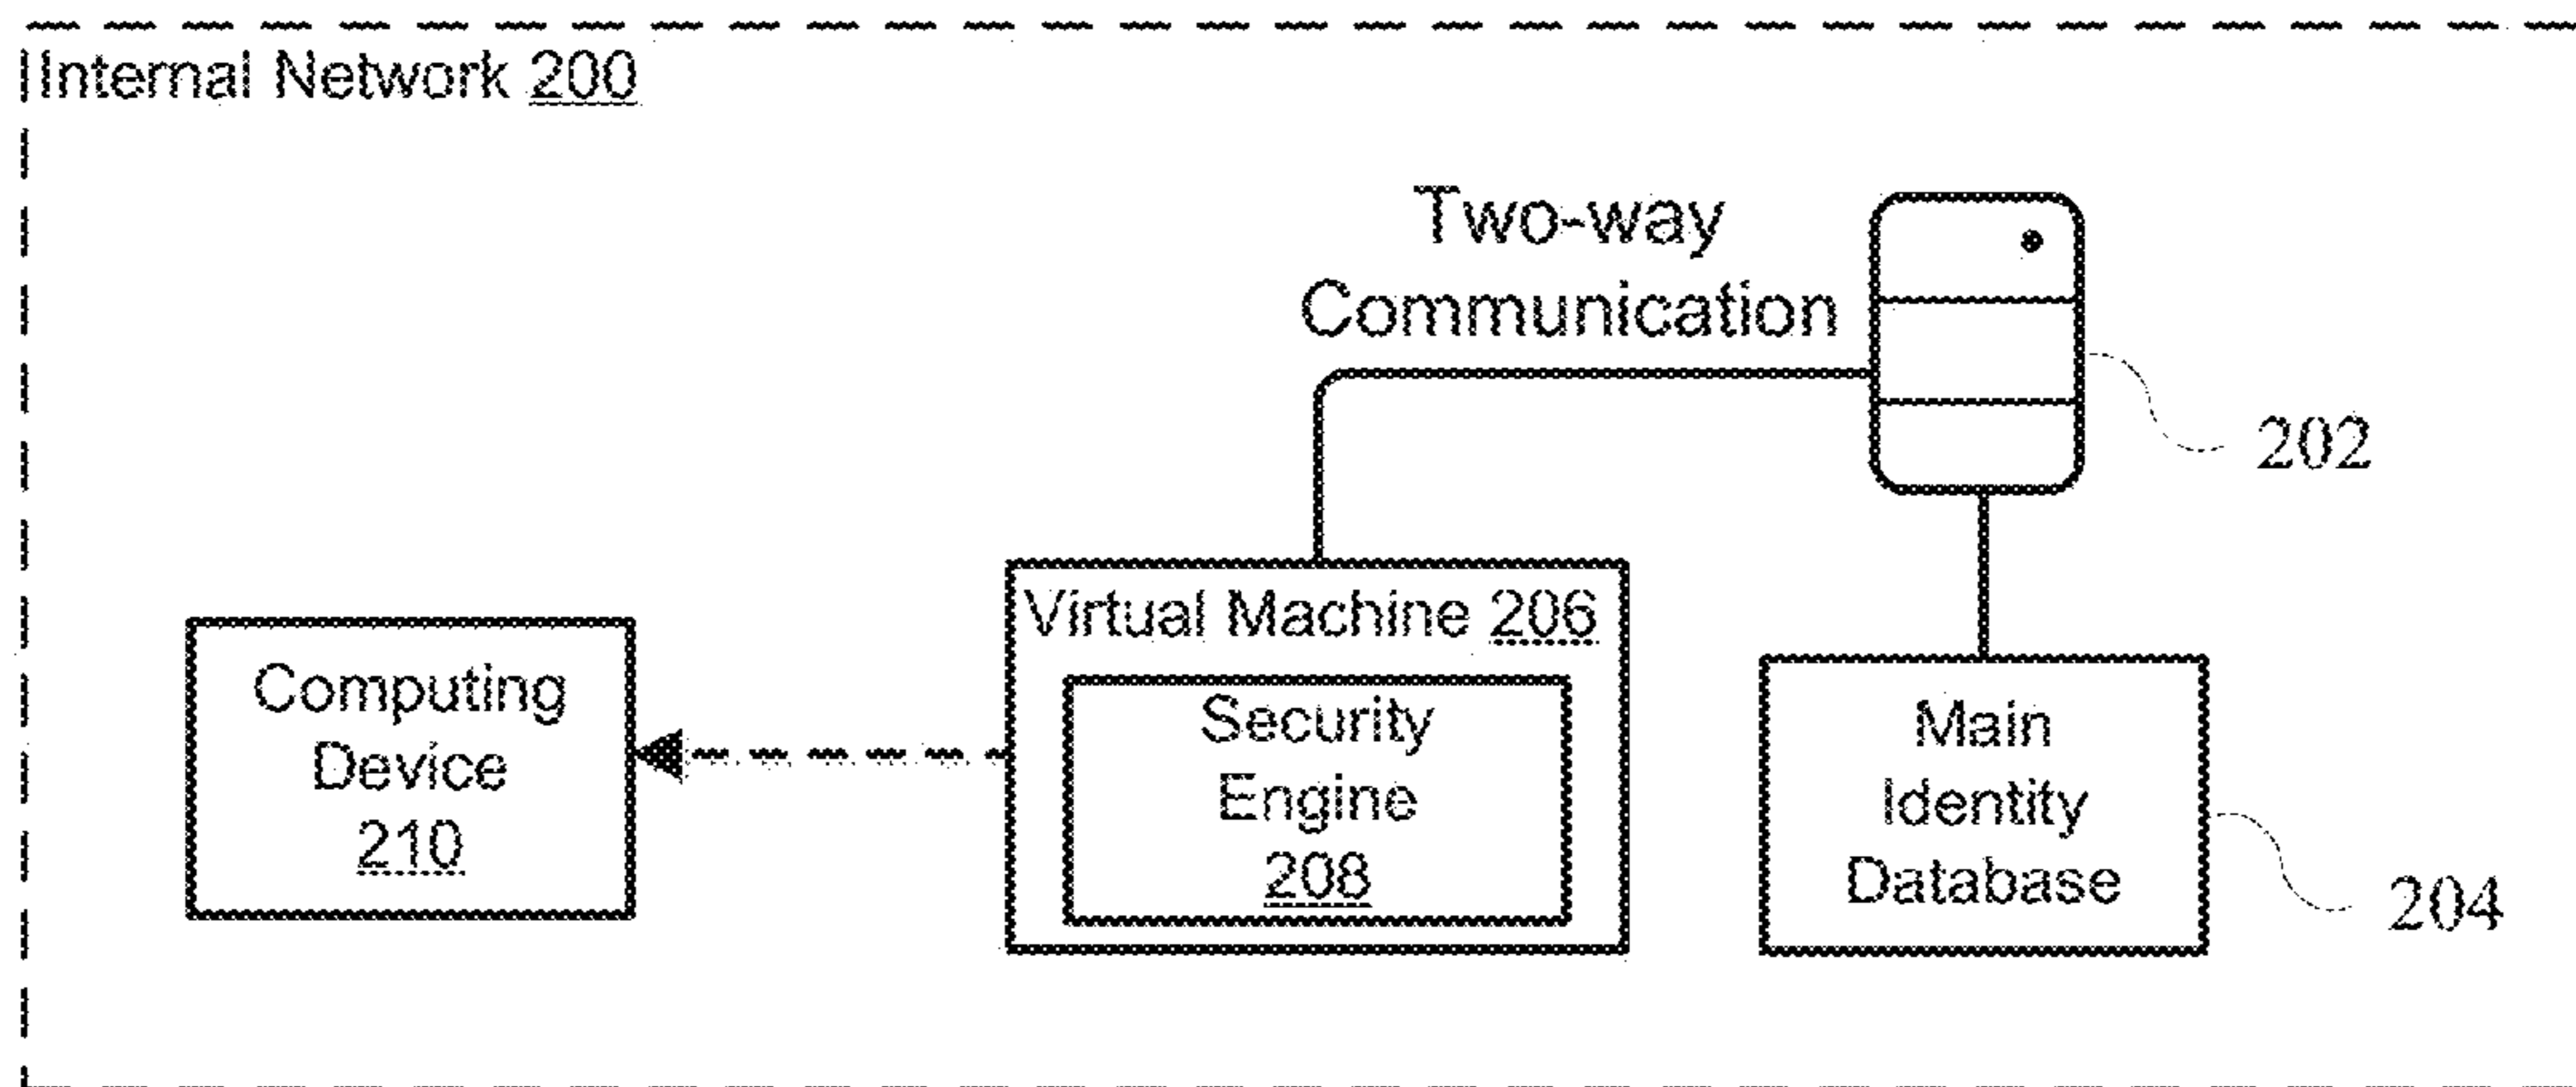 Internal Network 200
Two-way
Communication
202
Virtual Machine 206
Computing
Device
210
Security
Engine
208
Main
Identity
Database
204